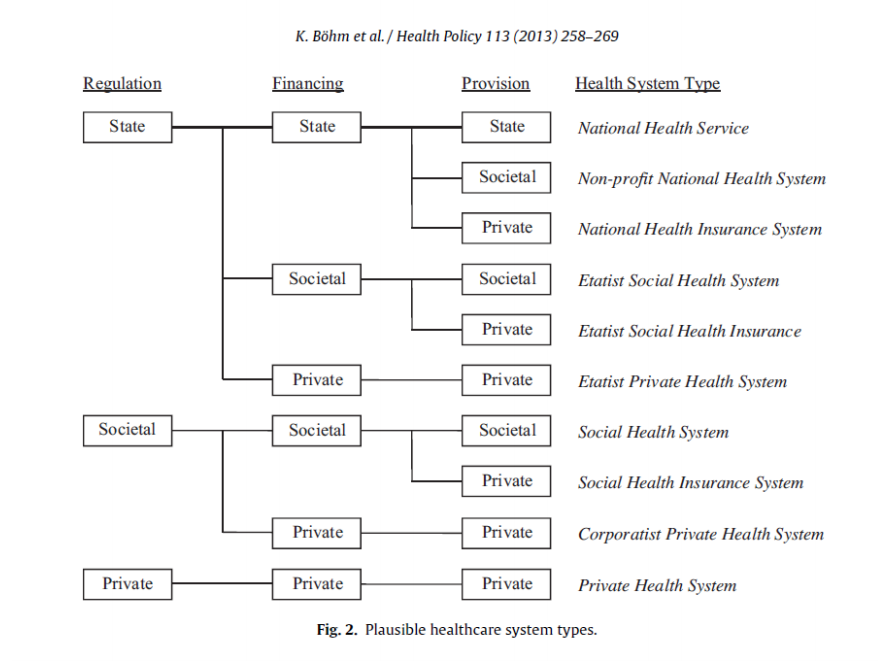 K. Böhm et al. / Health Policy 113 (2013) 258–269
Regulation Financing Provision Health System Type
State State State National Health Service
Societal Non-profit National Health System
Private National Health Insurance System
Societal Societal Etatist Social Health System
Private Etatist Social Health Insurance
Private Private Etatist Private Health System
Societal Societal Societal Social Health System
Private Social Health Insurance System
Private Private Corporatist Private Health System
Private Private Private Private Health System
Fig. 2. Plausible healthcare system types.